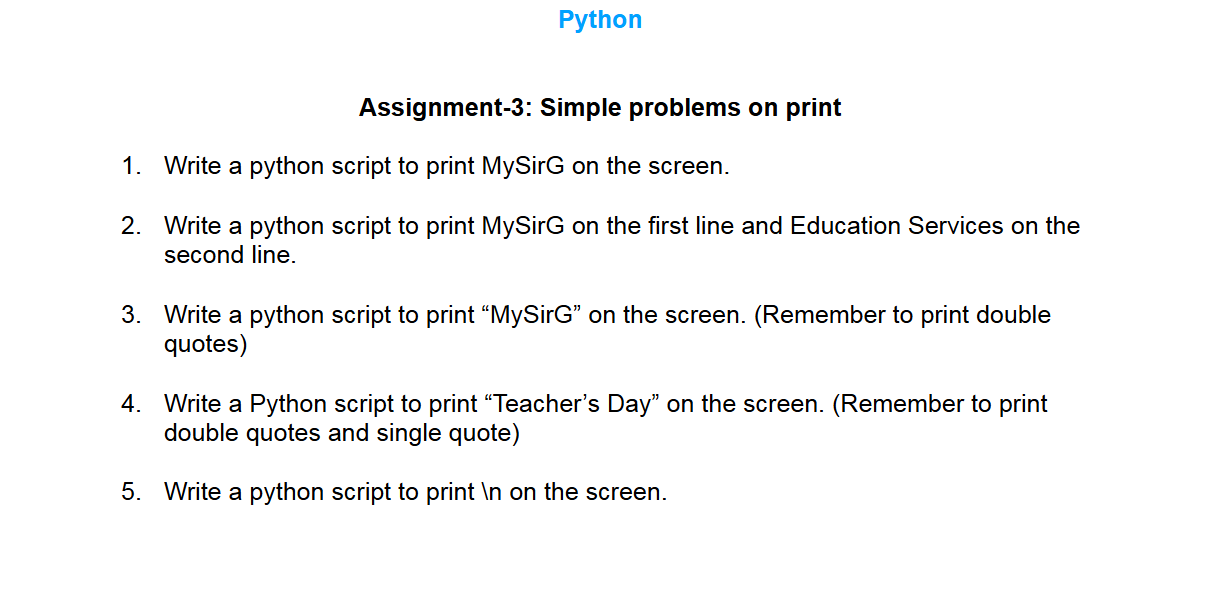 Python
Assignment-3: Simple problems on print
1. Write a python script to print MySirG on the screen.
2. Write a python script to print MySirG on the first line and Education Services on the
second line.
3. Write a python script to print “MySirG” on the screen. (Remember to print double
quotes)
4. Write a Python script to print “Teacher’s Day” on the screen. (Remember to print
double quotes and single quote)
5. Write a python script to print \n on the screen.